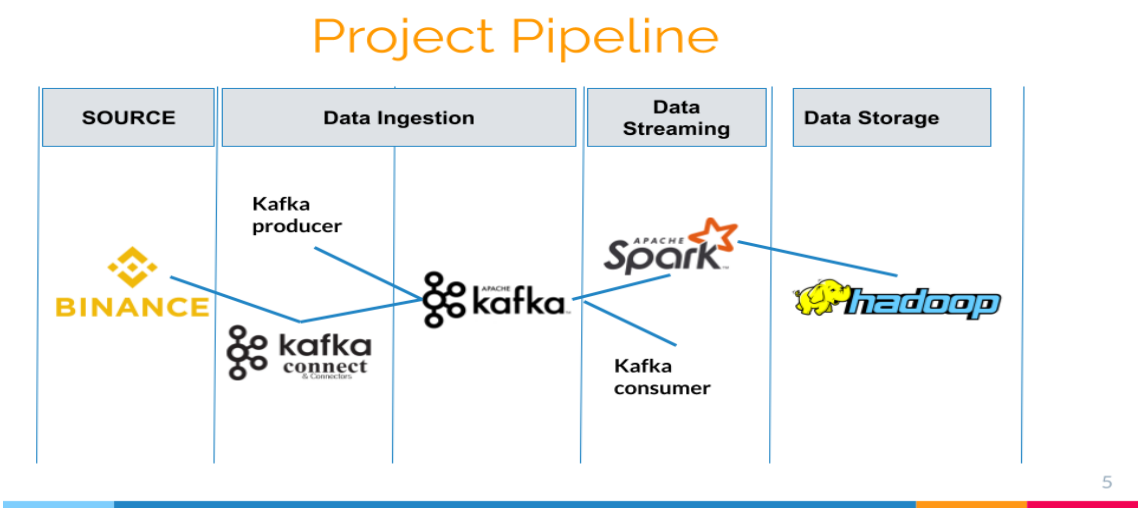 Project Pipeline
SOURCE
Data Ingestion
Data
Streaming
Data Storage
Kafka
producer
BINANCE
kafka
connect
& Connectors
APACHE
kafka
APACHE
Spark
hadoop
Kafka
consumer
5